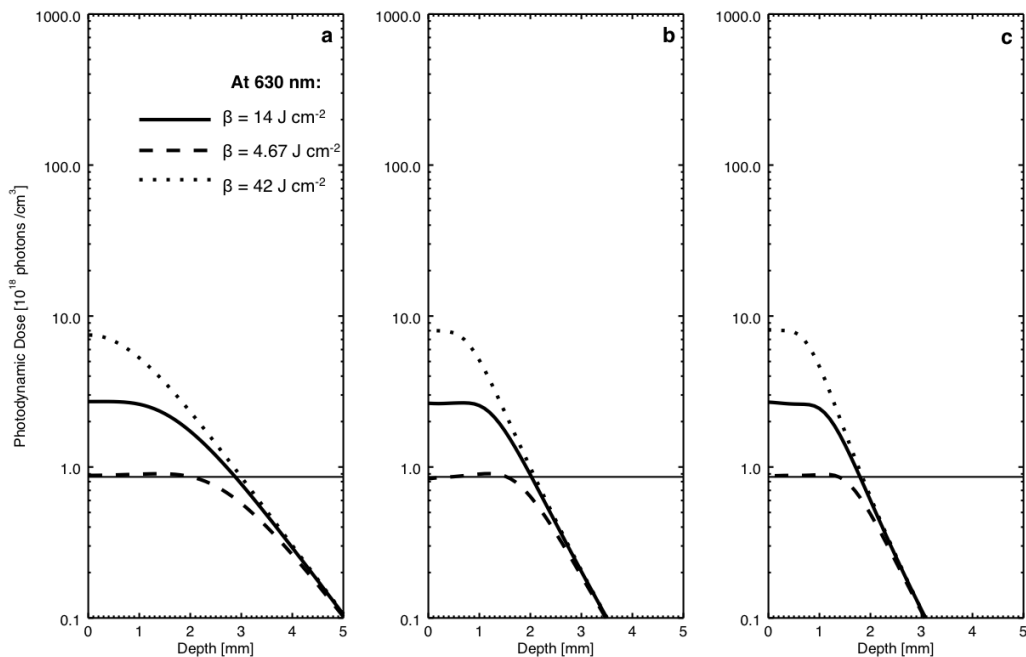 a
b
c
At 630 nm:
β = 14 J cm-2
β = 4.67 J cm-2
β = 42 J cm-2
Photodynamic Dose [10^18 photons /cm^3]
1000.0
100.0
10.0
1.0
0.1
0 1 2 3 4 5
Depth [mm]
1000.0
100.0
10.0
1.0
0.1
0 1 2 3 4 5
Depth [mm]
1000.0
100.0
10.0
1.0
0.1
0 1 2 3 4 5
Depth [mm]